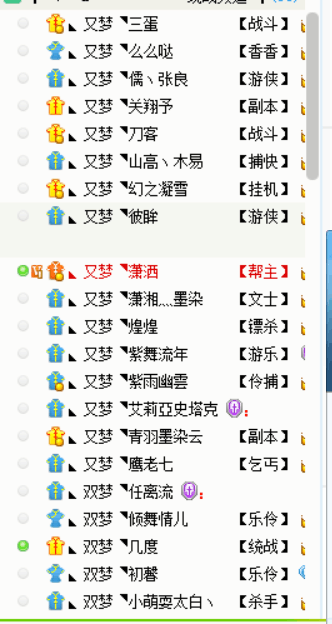 ◣又梦◥三蛋 【战斗】
◣又梦◥么么哒 【香香】
◣又梦◥儒丶张良 【游侠】
◣又梦◥关翔予 【副本】
◣又梦◥刀客 【战斗】
◣又梦◥山高丶木易 【捕快】
◣又梦◥幻之凝雪 【挂机】
◣又梦◥彼眸 【游侠】
◣又梦◥潇洒 【帮主】
◣又梦◥潇湘灬墨染 【文士】
◣又梦◥煌煌 【镖杀】
◣又梦◥紫舞流年 【游乐】
◣又梦◥紫雨幽雲 【伶捕】
◣又梦◥艾莉亞史塔克
◣又梦◥青羽墨染云 【副本】
◣又梦◥鹰老七 【乞丐】
◣双梦◥任离流
◣双梦◥倾舞情儿 【乐伶】
◣双梦◥几度 【统战】
◣双梦◥初馨 【乐伶】
◣双梦◥小萌耍太白丶 【杀手】